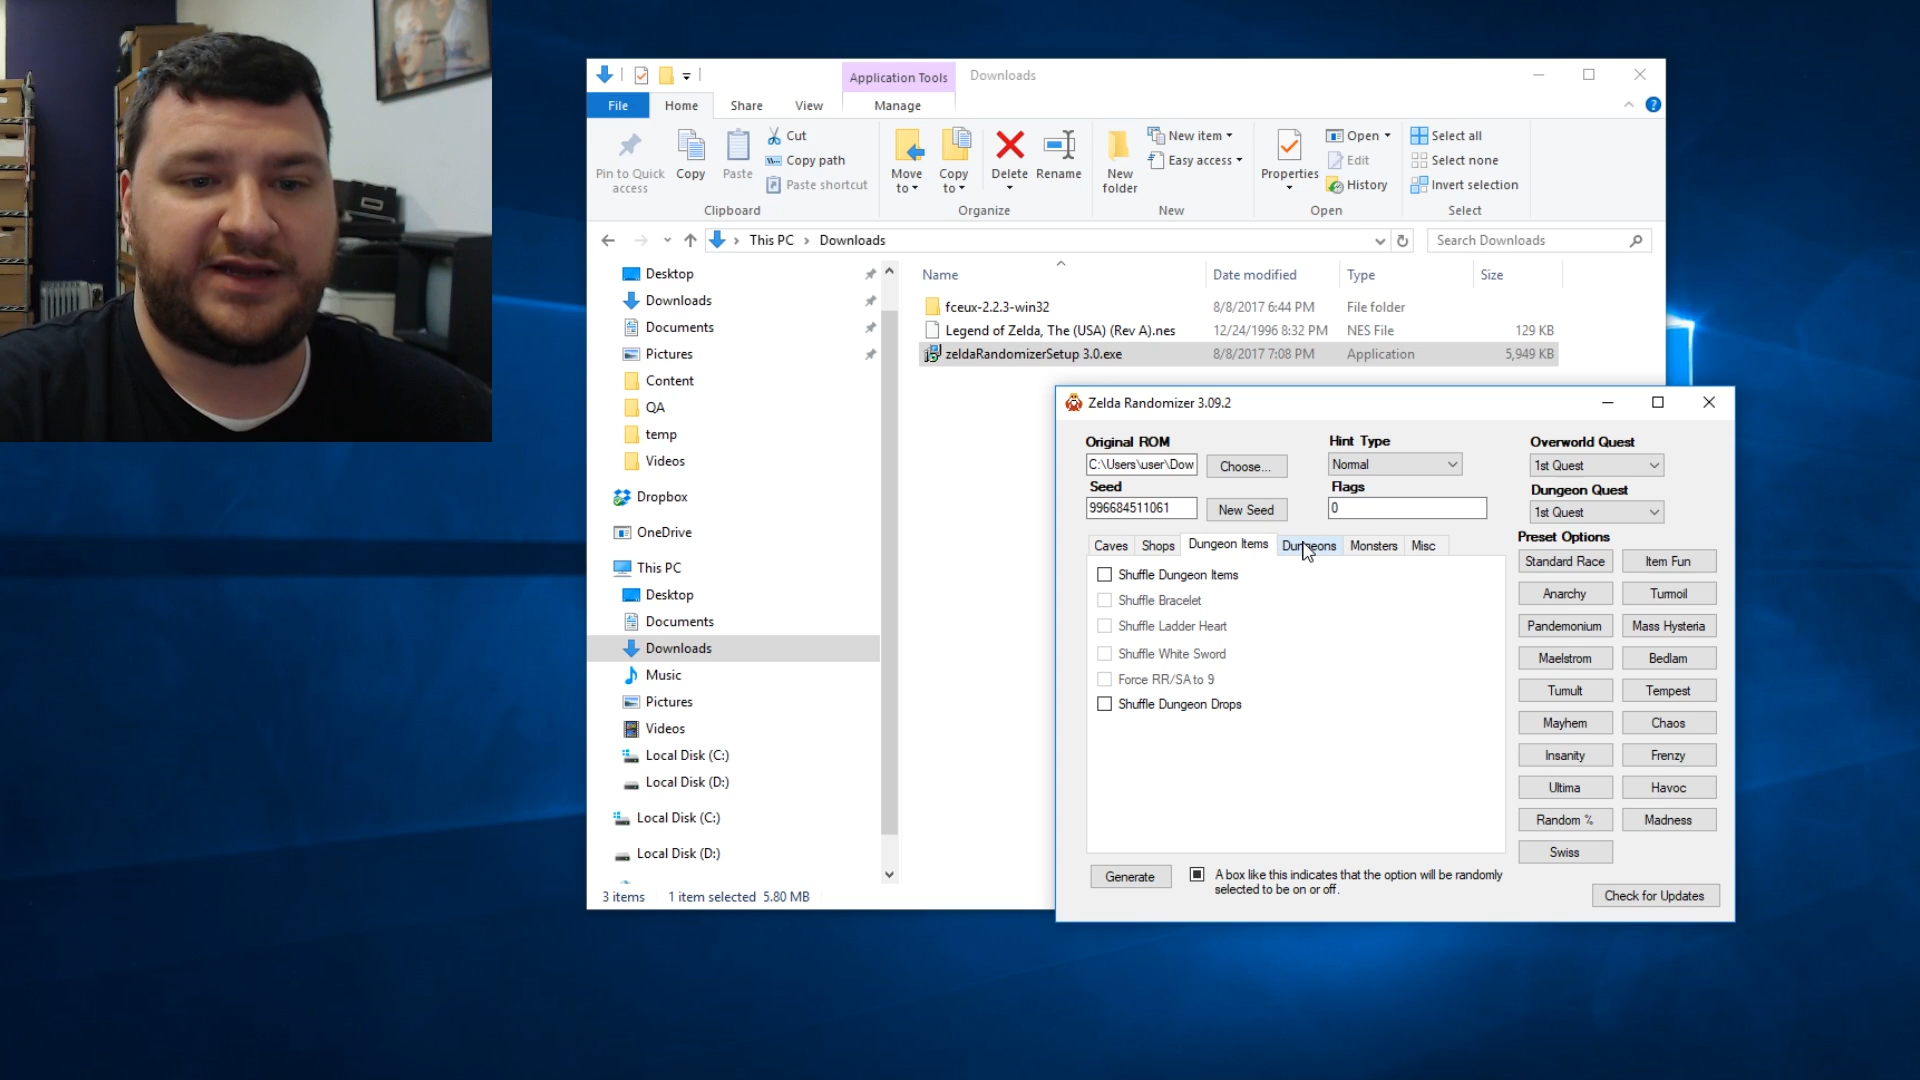 Application Tools
Downloads
File
Home
Share
View
Manage
Pin to Quick access
Copy
Paste
Cut
Copy path
Paste shortcut
Clipboard
Move to
Copy to
Delete
Rename
Organize
New folder
New item
Easy access
New
Properties
Open
Edit
History
Open
Select all
Select none
Invert selection
Select
This PC > Downloads
Search Downloads
Desktop
Downloads
Documents
Pictures
Content
QA
temp
Videos
Dropbox
OneDrive
This PC
Desktop
Documents
Downloads
Music
Pictures
Videos
Local Disk (C:)
Local Disk (D:)
Local Disk (C:)
Local Disk (D:)
Name Date modified Type Size
fceux-2.2.3-win32 8/8/2017 6:44 PM File folder
Legend of Zelda, The (USA) (Rev A).nes 12/24/1996 8:32 PM NES File 129 KB
zeldaRandomizerSetup 3.0.exe 8/8/2017 7:08 PM Application 5,949 KB
3 items 1 item selected 5.80 MB
Zelda Randomizer 3.09.2
Original ROM
C:\Users\user\Dow
Choose...
Seed
996684511061
New Seed
Hint Type
Normal
Flags
0
Overworld Quest
1st Quest
Dungeon Quest
1st Quest
Caves
Shops
Dungeon Items
Dungeons
Monsters
Misc
Shuffle Dungeon Items
Shuffle Bracelet
Shuffle Ladder Heart
Shuffle White Sword
Force RR/SA to 9
Shuffle Dungeon Drops
Preset Options
Standard Race
Item Fun
Anarchy
Turmoil
Pandemonium
Mass Hysteria
Maelstrom
Bedlam
Tumult
Tempest
Mayhem
Chaos
Insanity
Frenzy
Ultima
Havoc
Random %
Madness
Swiss
Generate
A box like this indicates that the option will be randomly
selected to be on or off.
Check for Updates